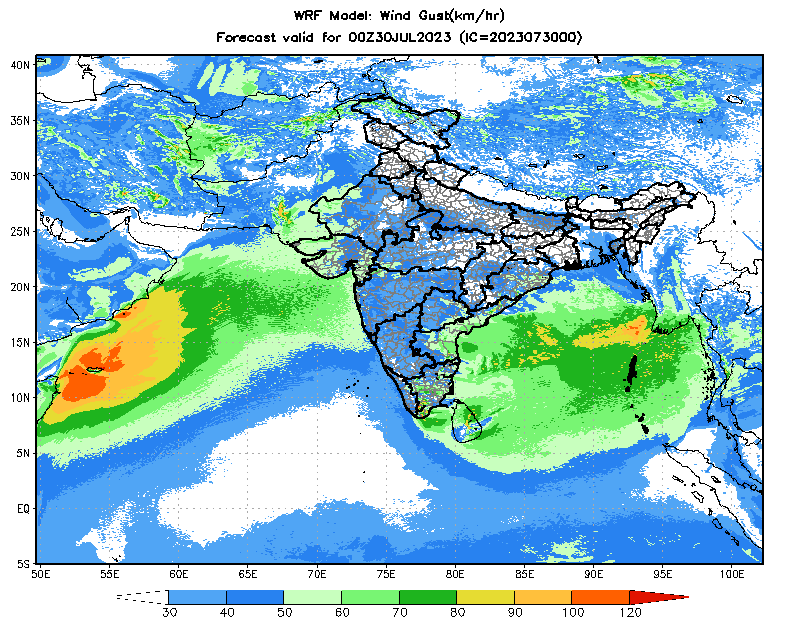 WRF Model: Wind Gust(km/hr)
Forecast valid for 00Z30JUL2023 (IC=2023073000)
40N
35N
30N
25N
20N
15N
10N
5N
EQ
5S
50E 55E 60E 65E 70E 75E 80E 85E 90E 95E 100E
30 40 50 60 70 80 90 100 120